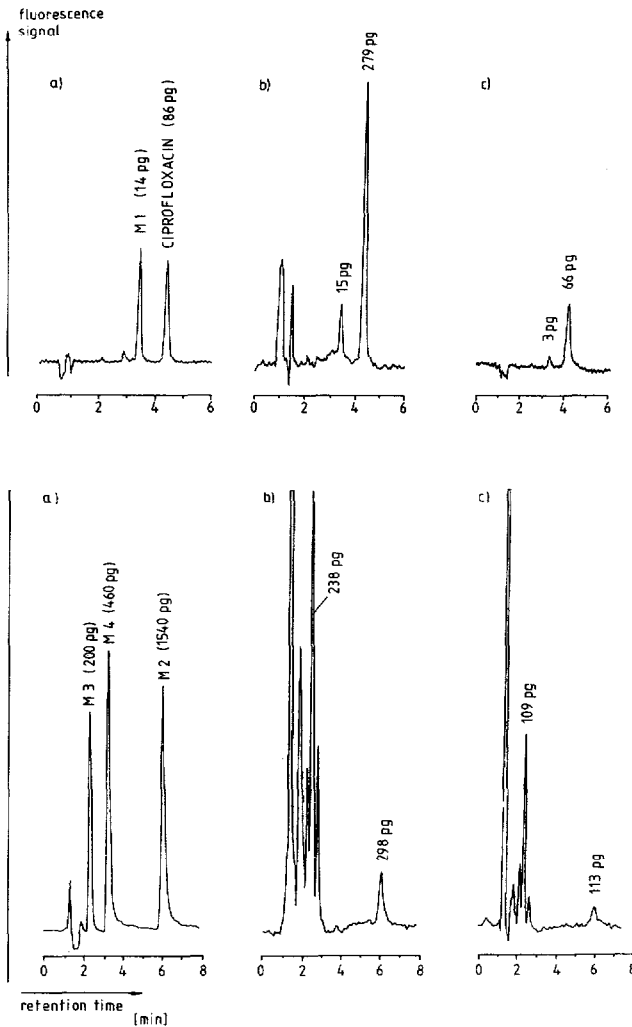 fluorescence
signal
a)
b)
c)
M 1 (14 pg)
CIPROFLOXACIN (86 pg)
15 pg
279 pg
3 pg
66 pg
0 2 4 6
0 2 4 6
0 2 4 6
a)
b)
c)
M 3 (200 pg)
M 4 (460 pg)
M 2 (1540 pg)
238 pg
298 pg
109 pg
113 pg
0 2 4 6 8
0 2 4 6 8
0 2 4 6 8
retention time
[min]